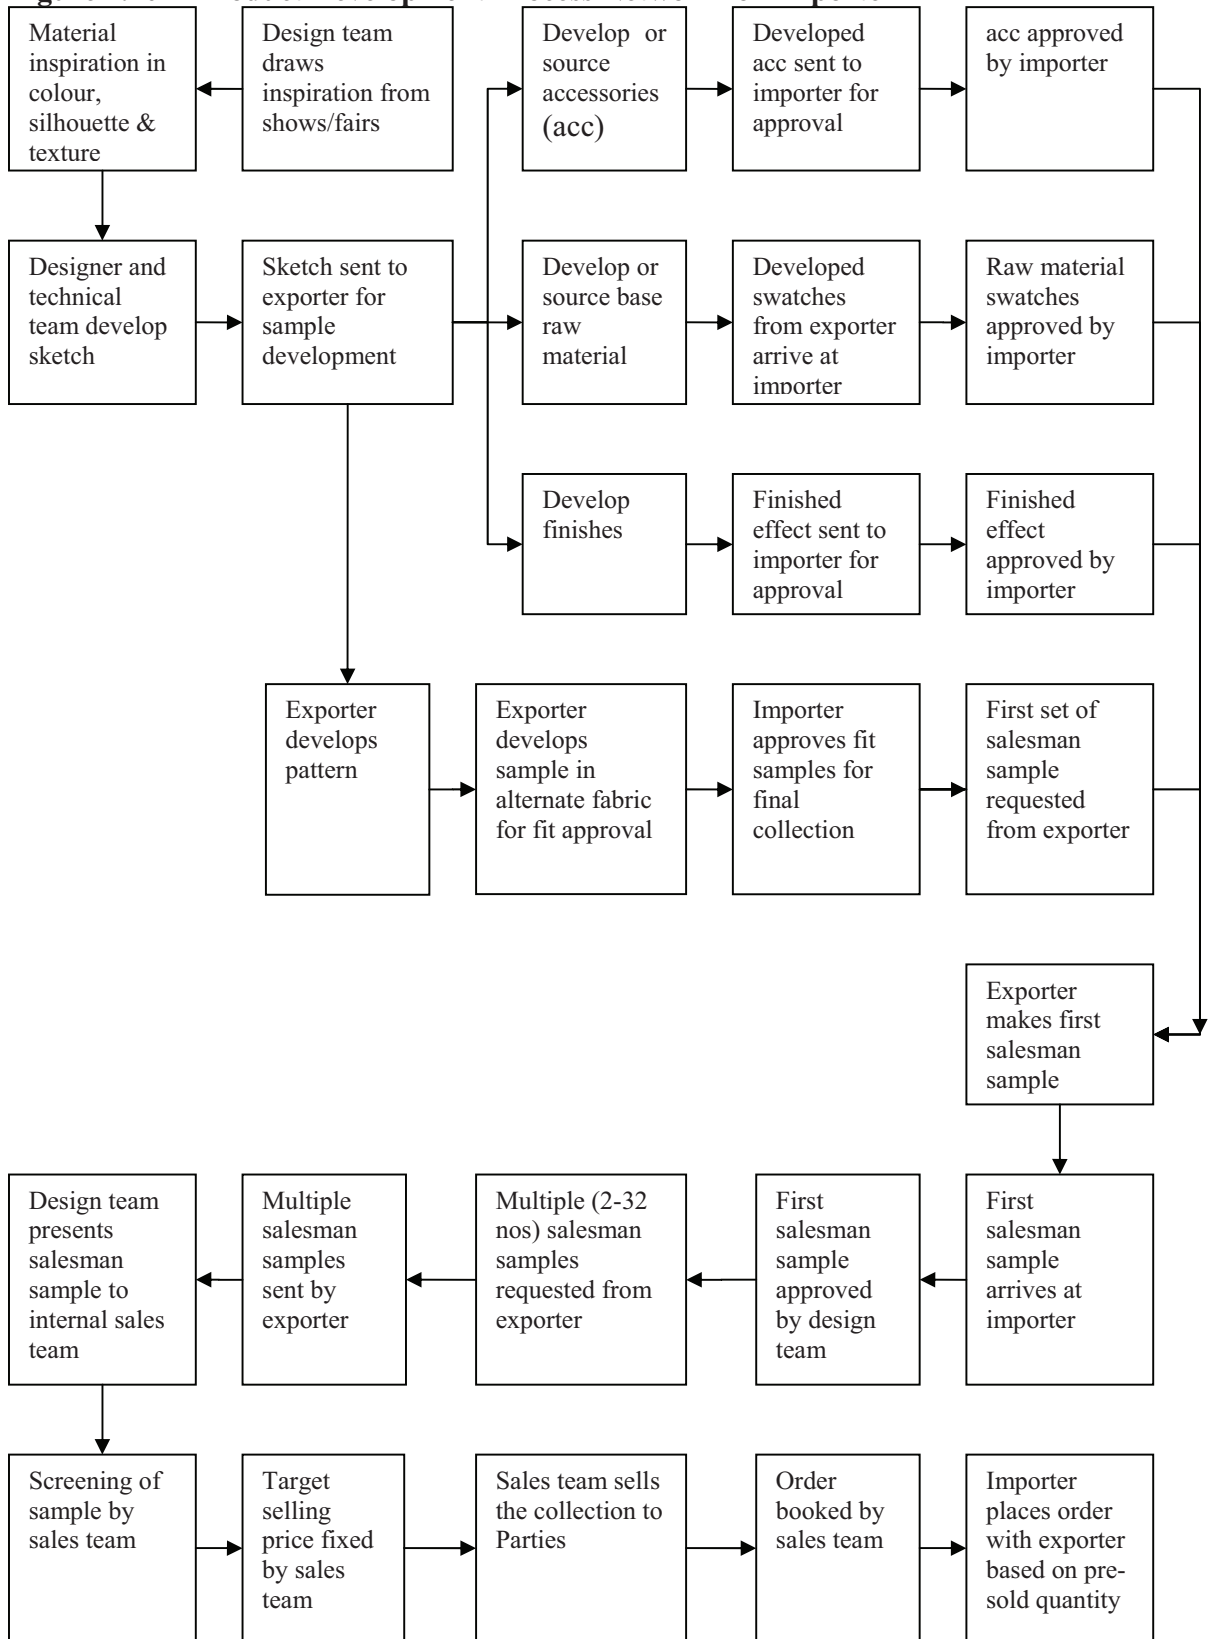 Material
inspiration in
colour,
silhouette &
texture
Design team
draws
inspiration from
shows/fairs
Develop or
source
accessories
(acc)
Developed
acc sent to
importer for
approval
acc approved
by importer
Designer and
technical
team develop
sketch
Sketch sent to
exporter for
sample
development
Develop or
source base
raw
material
Developed
swatches
from exporter
arrive at
importer
Raw material
swatches
approved by
importer
Develop
finishes
Finished
effect sent to
importer for
approval
Finished
effect
approved by
importer
Exporter
develops
pattern
Exporter
develops
sample in
alternate fabric
for fit approval
Importer
approves fit
samples for
final
collection
First set of
salesman
sample
requested
from exporter
Exporter
makes first
salesman
sample
Design team
presents
salesman
sample to
internal sales
team
Multiple
salesman
samples
sent by
exporter
Multiple (2-32
nos) salesman
samples
requested from
exporter
First
salesman
sample
approved
by design
team
First
salesman
sample
arrives at
importer
Screening of
sample by
sales team
Target
selling
price fixed
by sales
team
Sales team sells
the collection to
Parties
Order
booked by
sales team
Importer
places order
with exporter
based on pre-
sold quantity